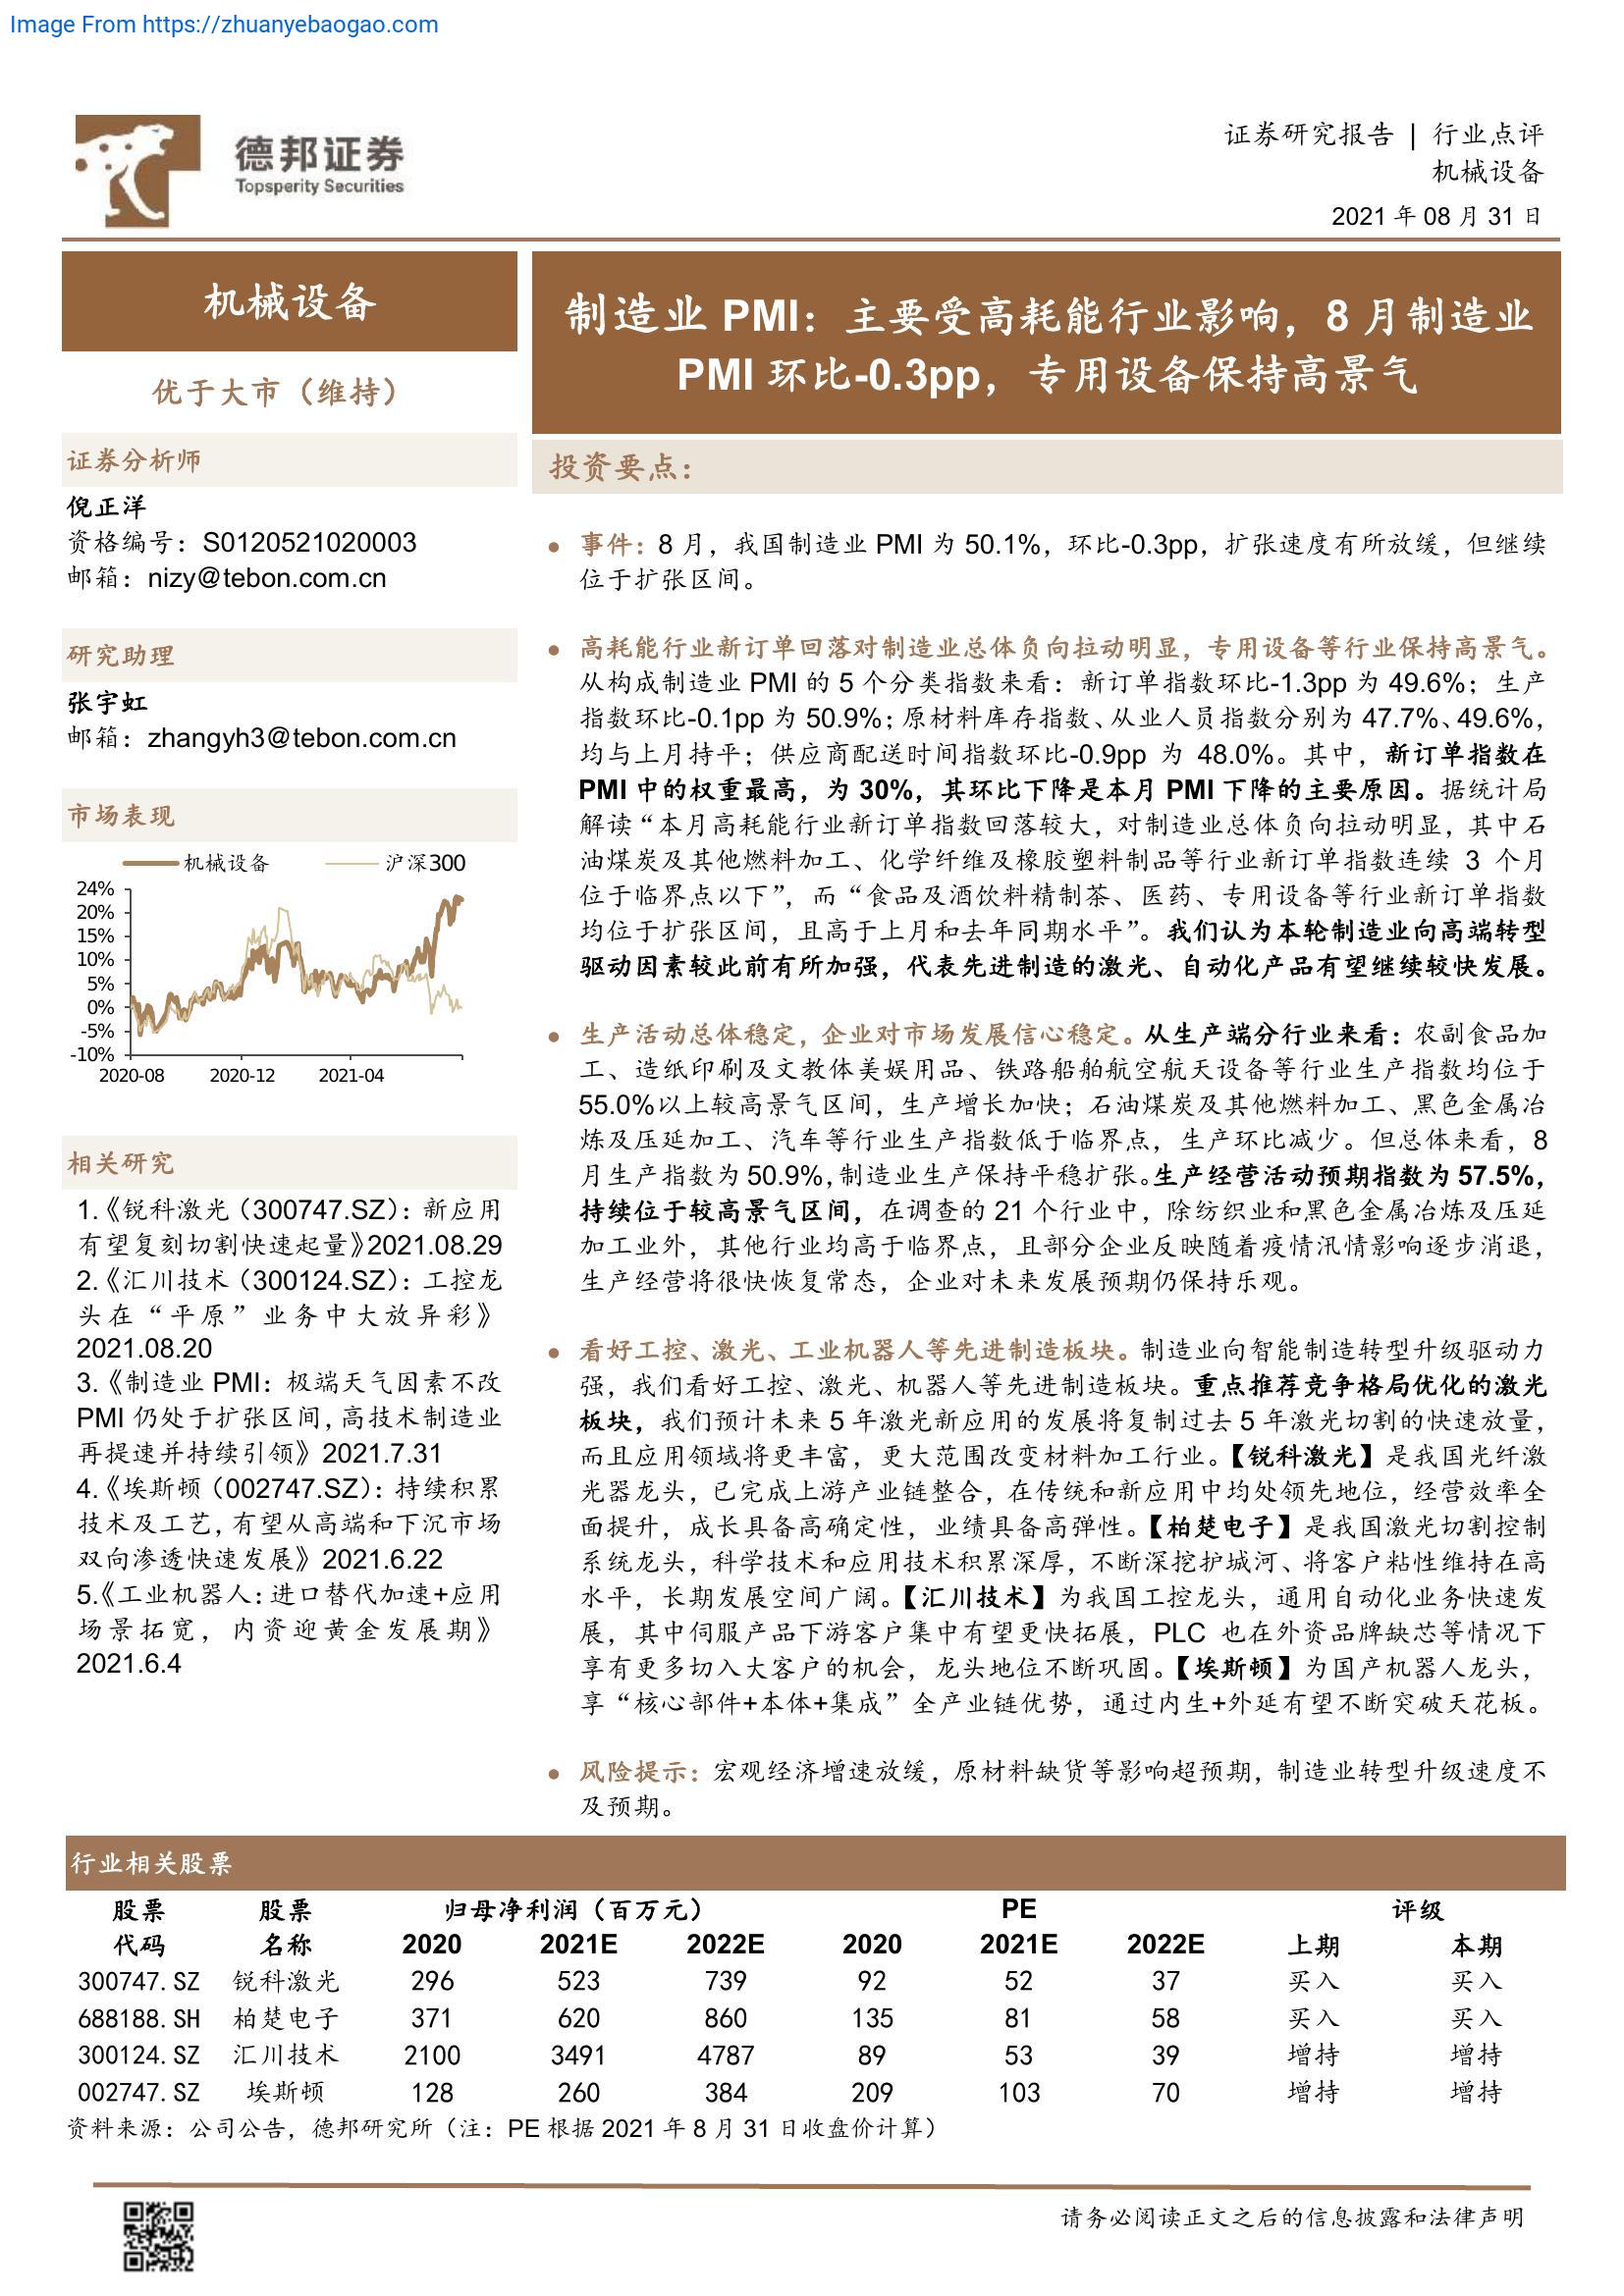 Image From https://zhuanyebaogao.com
德邦证券
Topsperity Securities
证券研究报告 | 行业点评
机械设备
2021 年 08 月 31 日
机械设备
优于大市（维持）
证券分析师
倪正洋
资格编号：S0120521020003
邮箱：nizy@tebon.com.cn
研究助理
张宇虹
邮箱：zhangyh3@tebon.com.cn
市场表现
机械设备 沪深300
24%
20%
15%
10%
5%
0%
-5%
-10%
2020-08 2020-12 2021-04
相关研究
1.《锐科激光（300747.SZ）：新应用
有望复刻切割快速起量》2021.08.29
2.《汇川技术（300124.SZ）：工控龙
头在“平原”业务中大放异彩》
2021.08.20
3.《制造业 PMI：极端天气因素不改
PMI 仍处于扩张区间，高技术制造业
再提速并持续引领》2021.7.31
4.《埃斯顿（002747.SZ）：持续积累
技术及工艺，有望从高端和下沉市场
双向渗透快速发展》2021.6.22
5.《工业机器人：进口替代加速+应用
场景拓宽，内资迎黄金发展期》
2021.6.4
制造业 PMI：主要受高耗能行业影响，8 月制造业
PMI 环比-0.3pp，专用设备保持高景气
投资要点：
● 事件：8 月，我国制造业 PMI 为 50.1%，环比-0.3pp，扩张速度有所放缓，但继续
位于扩张区间。
● 高耗能行业新订单回落对制造业总体负向拉动明显，专用设备等行业保持高景气。
从构成制造业 PMI 的 5 个分类指数来看：新订单指数环比-1.3pp 为 49.6%；生产
指数环比-0.1pp 为 50.9%；原材料库存指数、从业人员指数分别为 47.7%、49.6%，
均与上月持平；供应商配送时间指数环比-0.9pp 为 48.0%。其中，新订单指数在
PMI 中的权重最高，为 30%，其环比下降是本月 PMI 下降的主要原因。据统计局
解读“本月高耗能行业新订单指数回落较大，对制造业总体负向拉动明显，其中石
油煤炭及其他燃料加工、化学纤维及橡胶塑料制品等行业新订单指数连续 3 个月
位于临界点以下”，而“食品及酒饮料精制茶、医药、专用设备等行业新订单指数
均位于扩张区间，且高于上月和去年同期水平”。我们认为本轮制造业向高端转型
驱动因素较此前有所加强，代表先进制造的激光、自动化产品有望继续较快发展。
● 生产活动总体稳定，企业对市场发展信心稳定。从生产端分行业来看：农副食品加
工、造纸印刷及文教体美娱用品、铁路船舶航空航天设备等行业生产指数均位于
55.0%以上较高景气区间，生产增长加快；石油煤炭及其他燃料加工、黑色金属冶
炼及压延加工、汽车等行业生产指数低于临界点，生产环比减少。但总体来看，8
月生产指数为 50.9%，制造业生产保持平稳扩张。生产经营活动预期指数为 57.5%，
持续位于较高景气区间，在调查的 21 个行业中，除纺织业和黑色金属冶炼及压延
加工业外，其他行业均高于临界点，且部分企业反映随着疫情汛情影响逐步消退，
生产经营将很快恢复常态，企业对未来发展预期仍保持乐观。
● 看好工控、激光、工业机器人等先进制造板块。制造业向智能制造转型升级驱动力
强，我们看好工控、激光、机器人等先进制造板块。重点推荐竞争格局优化的激光
板块，我们预计未来 5 年激光新应用的发展将复制过去 5 年激光切割的快速放量，
而且应用领域将更丰富，更大范围改变材料加工行业。【锐科激光】是我国光纤激
光器龙头，已完成上游产业链整合，在传统和新应用中均处领先地位，经营效率全
面提升，成长具备高确定性，业绩具备高弹性。【柏楚电子】是我国激光切割控制
系统龙头，科学技术和应用技术积累深厚，不断深挖护城河、将客户粘性维持在高
水平，长期发展空间广阔。【汇川技术】为我国工控龙头，通用自动化业务快速发
展，其中伺服产品下游客户集中有望更快拓展，PLC 也在外资品牌缺芯等情况下
享有更多切入大客户的机会，龙头地位不断巩固。【埃斯顿】为国产机器人龙头，
享“核心部件+本体+集成”全产业链优势，通过内生+外延有望不断突破天花板。
● 风险提示：宏观经济增速放缓，原材料缺货等影响超预期，制造业转型升级速度不
及预期。
行业相关股票
股票 股票 归母净利润（百万元） PE 评级
代码 名称 2020 2021E 2022E 2020 2021E 2022E 上期 本期
300747.SZ 锐科激光 296 523 739 92 52 37 买入 买入
688188.SH 柏楚电子 371 620 860 135 81 58 买入 买入
300124.SZ 汇川技术 2100 3491 4787 89 53 39 增持 增持
002747.SZ 埃斯顿 128 260 384 209 103 70 增持 增持
资料来源：公司公告，德邦研究所（注：PE 根据 2021 年 8 月 31 日收盘价计算）
请务必阅读正文之后的信息披露和法律声明